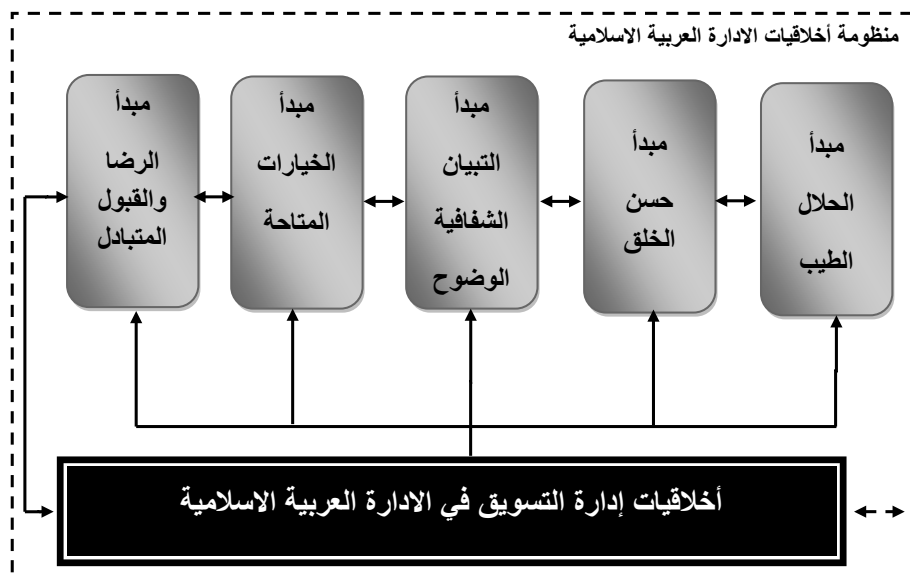 منظومة أخلاقيات الادارة العربية الاسلامية
مبدأ
الحلال
الطيب
مبدأ
حسن
الخلق
مبدأ
التبيان
الشفافية
الوضوح
مبدأ
الخيارات
المتاحة
مبدأ
الرضا
والقبول
المتبادل
أخلاقيات إدارة التسويق في الادارة العربية الاسلامية